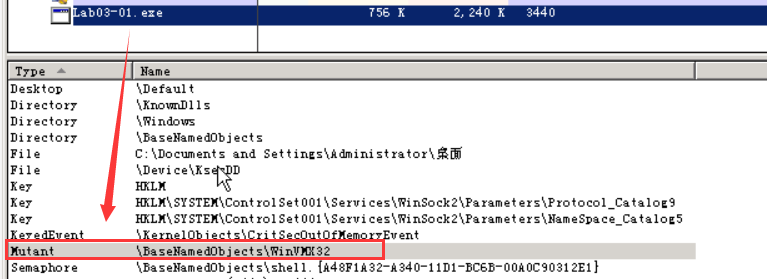 Lab03-01.exe 756 K 2,240 K 3440
Type Name
Desktop \Default
Directory \KnownDlls
Directory \Windows
Directory \BaseNamedObjects
File C:\Documents and Settings\Administrator\桌面
File \Device\KsecDD
Key HKLM
Key HKLM\SYSTEM\ControlSet001\Services\WinSock2\Parameters\Protocol_Catalog9
Key HKLM\SYSTEM\ControlSet001\Services\WinSock2\Parameters\NameSpace_Catalog5
KeyedEvent \KernelObjects\CritSecOutOfMemoryEvent
Mutant \BaseNamedObjects\WinVMX32
Semaphore \BaseNamedObjects\shell.{A48F1A32-A340-11D1-BC6B-00A0C90312E1}